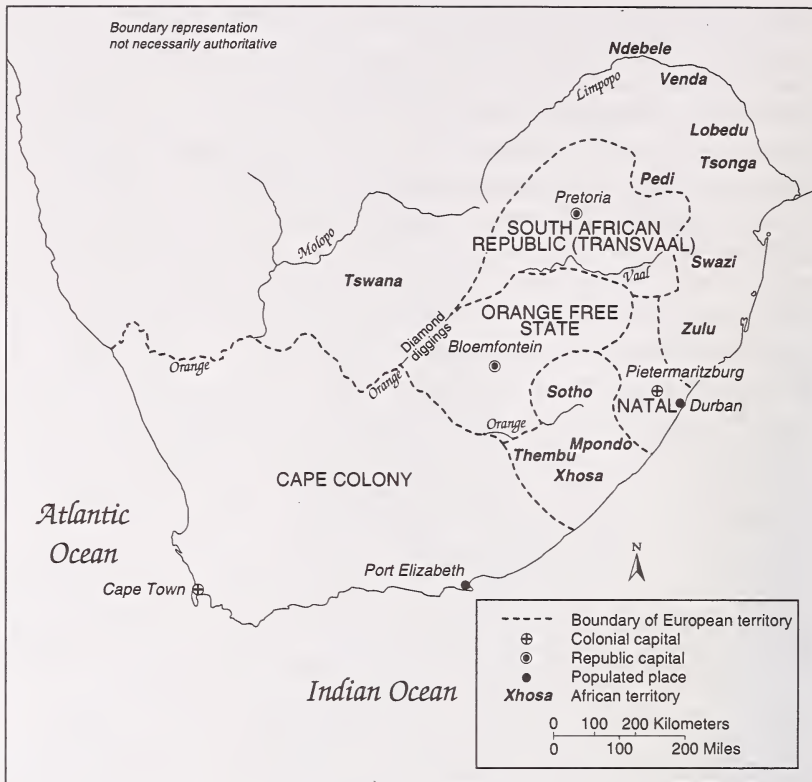 Boundary representation
not necessarily authoritative
Ndebele
Limpopo
Venda
Lobedu
Tsonga
Pedi
Pretoria
SOUTH AFRICAN
REPUBLIC (TRANSVAAL)
Molopo
Vaal
Swazi
Tswana
Diamond
diggings
ORANGE FREE
STATE
Zulu
Bloemfontein
Pietermaritzburg
Orange
Orange
Sotho
NATAL
Durban
Orange
Mpondo
Thembu
Xhosa
CAPE COLONY
Atlantic
Ocean
N
Port Elizabeth
Cape Town
Indian Ocean
Boundary of European territory
Colonial capital
Republic capital
Populated place
Xhosa African territory
0 100 200 Kilometers
0 100 200 Miles